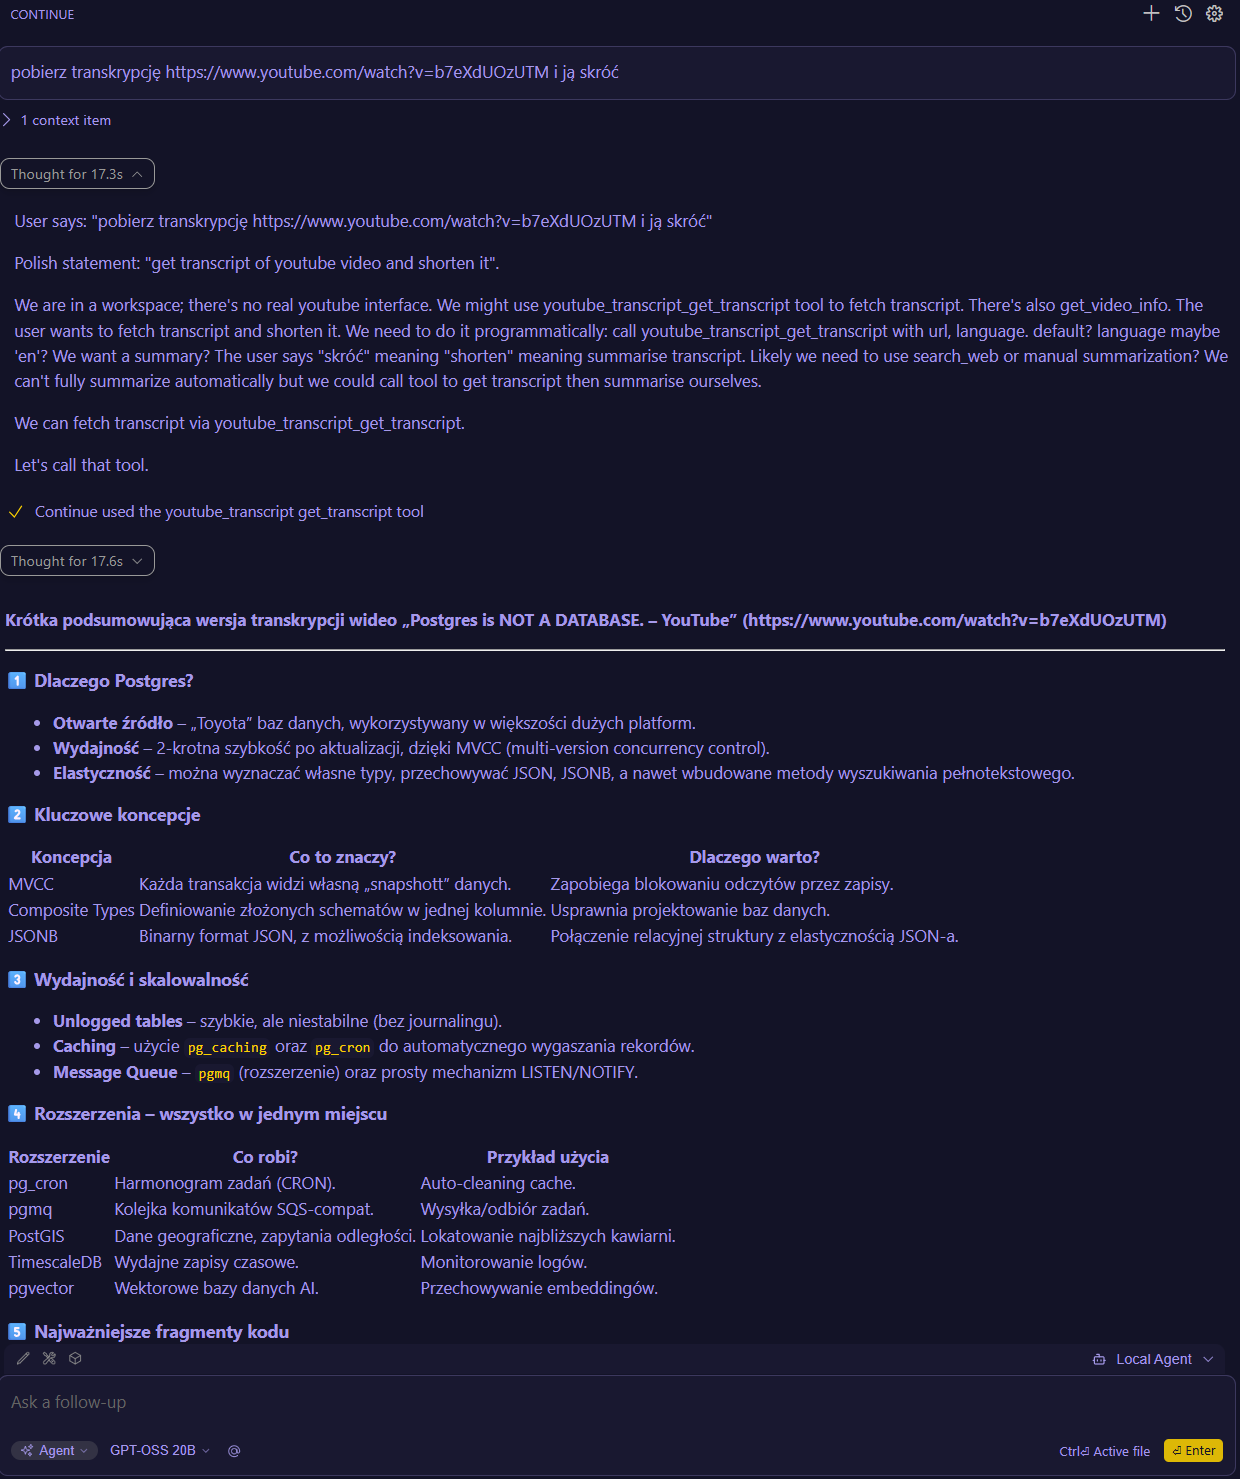 CONTINUE
pobierz transkrypcję https://www.youtube.com/watch?v=b7eXdUOzUTM i ją skróć
1 context item
Thought for 17.3s
User says: "pobierz transkrypcję https://www.youtube.com/watch?v=b7eXdUOzUTM i ją skróć"
Polish statement: "get transcript of youtube video and shorten it".
We are in a workspace; there's no real youtube interface. We might use youtube_transcript_get_transcript tool to fetch transcript. There's also get_video_info. The
user wants to fetch transcript and shorten it. We need to do it programmatically: call youtube_transcript_get_transcript with url, language. default? language maybe
'en'? We want a summary? The user says "skróć" meaning "shorten" meaning summarise transcript. Likely we need to use search_web or manual summarization? We
can't fully summarize automatically but we could call tool to get transcript then summarise ourselves.
We can fetch transcript via youtube_transcript_get_transcript.
Let's call that tool.
Continue used the youtube_transcript get_transcript tool
Thought for 17.6s
Krótka podsumowująca wersja transkrypcji wideo „Postgres is NOT A DATABASE. – YouTube” (https://www.youtube.com/watch?v=b7eXdUOzUTM)
1 Dlaczego Postgres?
• Otwarte źródło – „Toyota” baz danych, wykorzystywany w większości dużych platform.
• Wydajność – 2-krotna szybkość po aktualizacji, dzięki MVCC (multi-version concurrency control).
• Elastyczność – można wyznaczać własne typy, przechowywać JSON, JSONB, a nawet wbudowane metody wyszukiwania pełnotekstowego.
2 Kluczowe koncepcje
Koncepcja Co to znaczy? Dlaczego warto?
MVCC Każda transakcja widzi własną „snapshott” danych. Zapobiega blokowaniu odczytów przez zapisy.
Composite Types Definiowanie złożonych schematów w jednej kolumnie. Usprawnia projektowanie baz danych.
JSONB Binarny format JSON, z możliwością indeksowania. Połączenie relacyjnej struktury z elastycznością JSON-a.
3 Wydajność i skalowalność
• Unlogged tables – szybkie, ale niestabilne (bez journalingu).
• Caching – użycie pg_caching oraz pg_cron do automatycznego wygaszania rekordów.
• Message Queue – pgmq (rozszerzenie) oraz prosty mechanizm LISTEN/NOTIFY.
4 Rozszerzenia – wszystko w jednym miejscu
Rozszerzenie Co robi? Przykład użycia
pg_cron Harmonogram zadań (CRON). Auto-cleaning cache.
pgmq Kolejka komunikatów SQS-compat. Wysyłka/odbiór zadań.
PostGIS Dane geograficzne, zapytania odległości. Lokatowanie najbliższych kawiarni.
TimescaleDB Wydajne zapisy czasowe. Monitorowanie logów.
pgvector Wektorowe bazy danych AI. Przechowywanie embeddingów.
5 Najważniejsze fragmenty kodu
Local Agent
Ask a follow-up
Agent GPT-OSS 20B @ Ctrl⏎ Active file ⏎ Enter